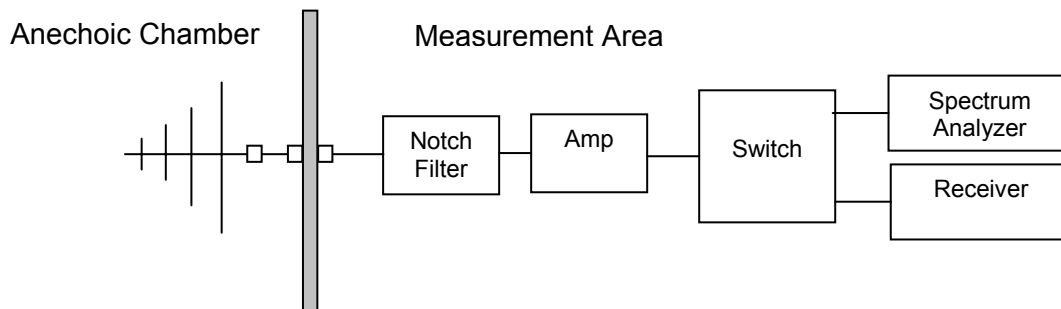 Anechoic Chamber
Measurement Area
Notch
Filter
Amp
Switch
Spectrum
Analyzer
Receiver